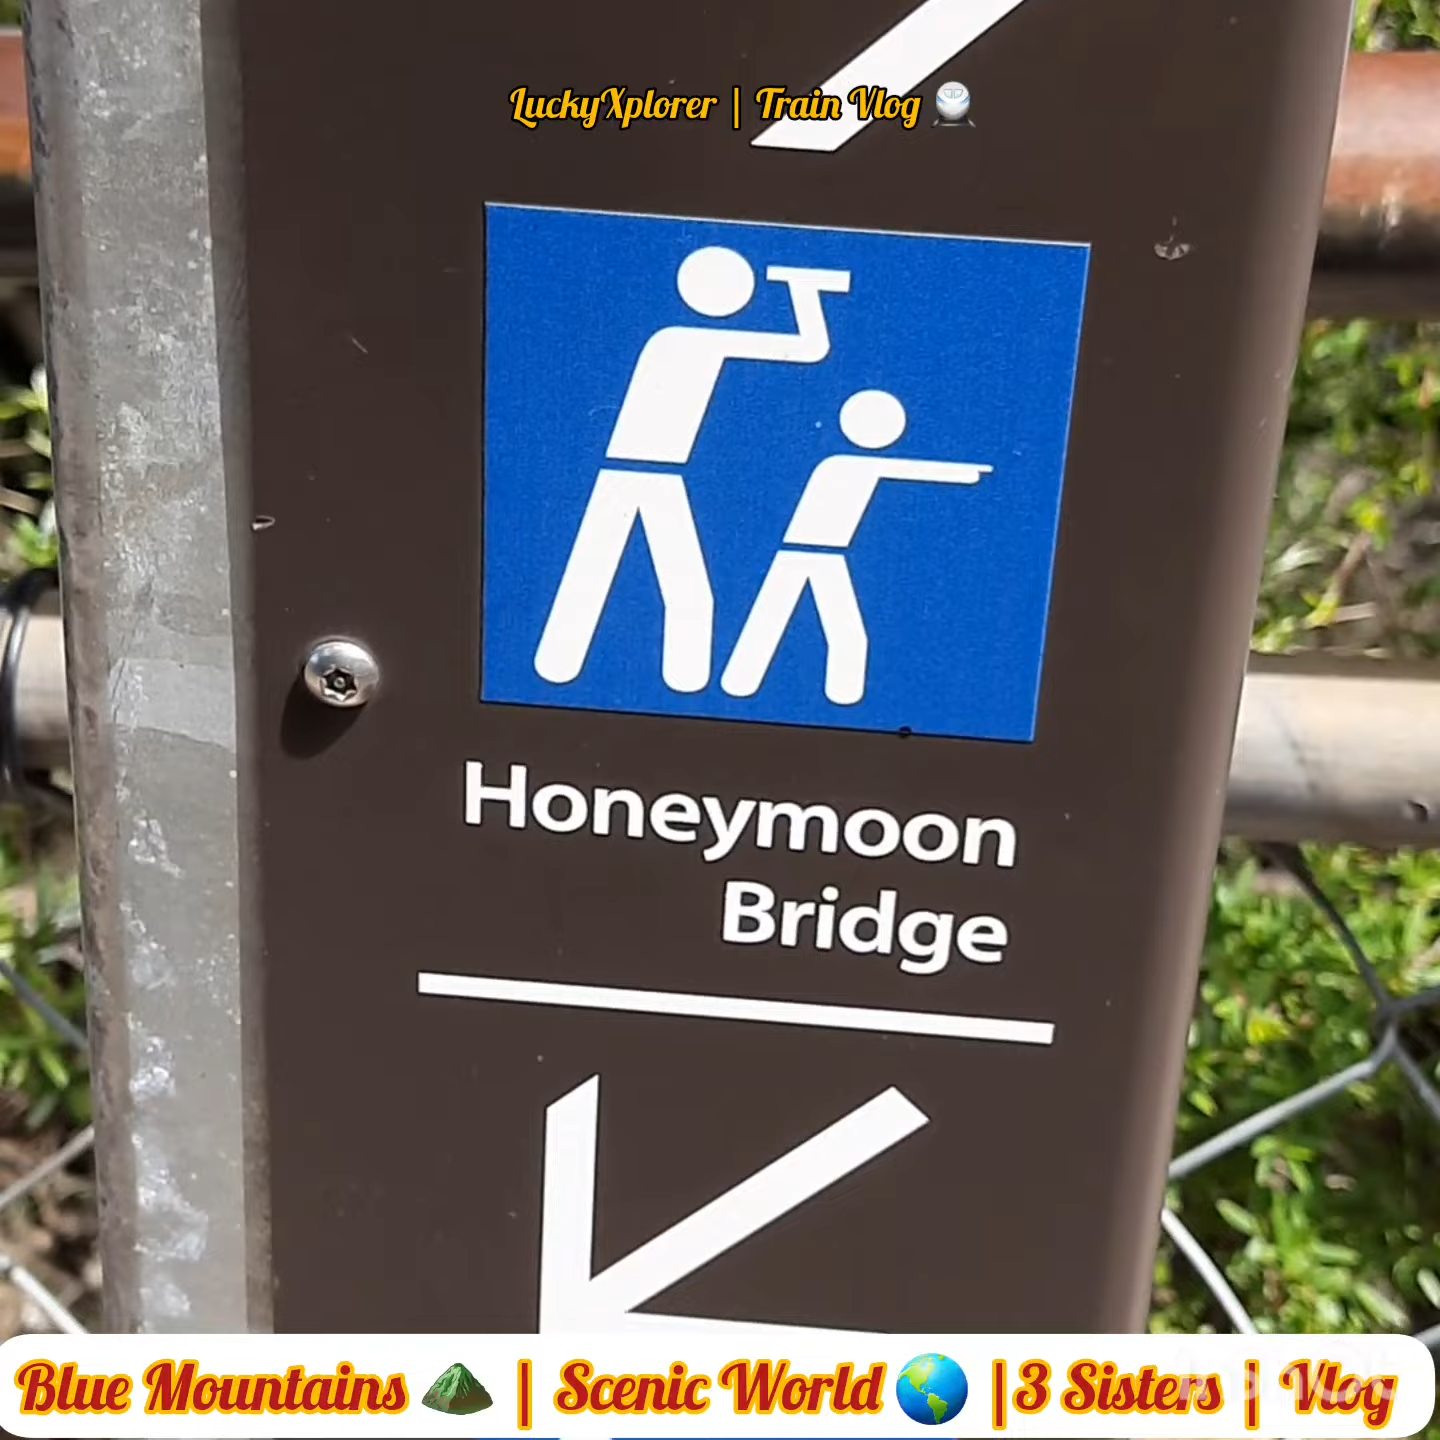 LuckyXplorer | Train Vlog
Honeymoon
Bridge
Blue Mountains | Scenic World | 3 Sisters | Vlog